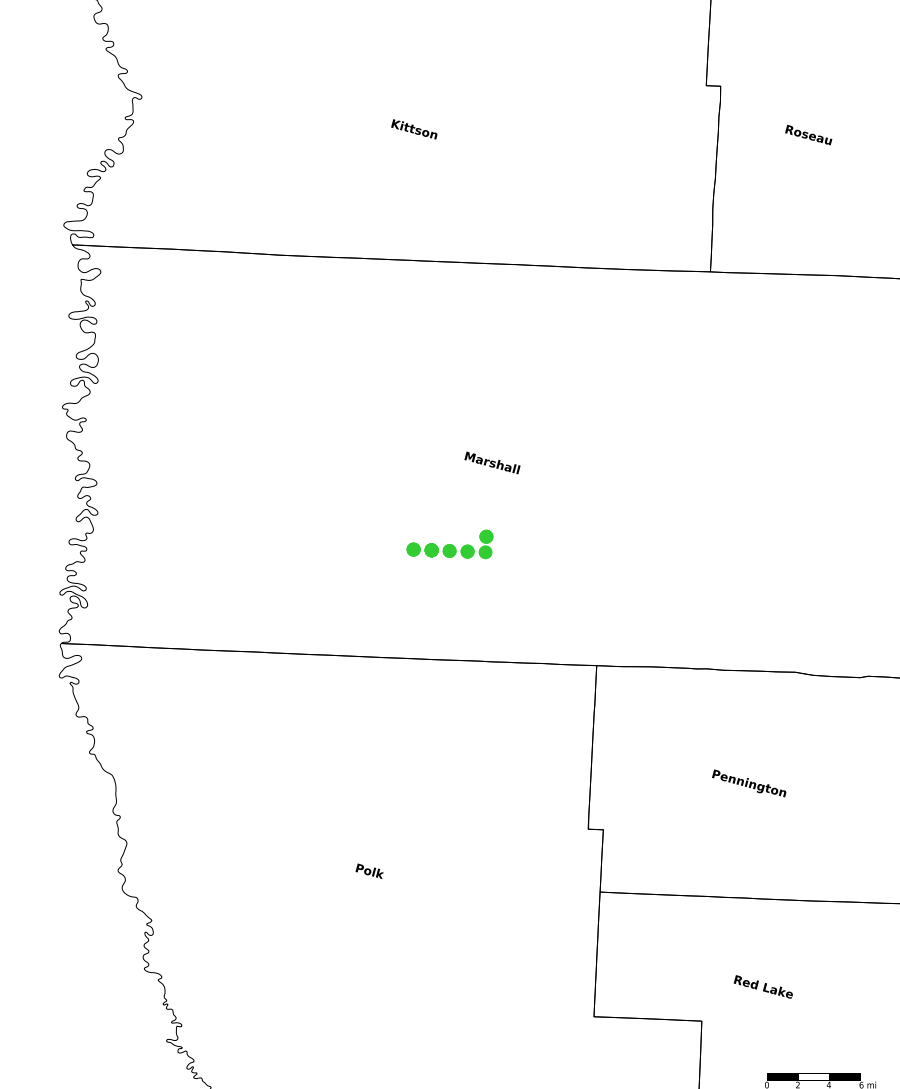 Kittson
Roseau
Marshall
Pennington
Polk
Red Lake
0 2 4 6 mi